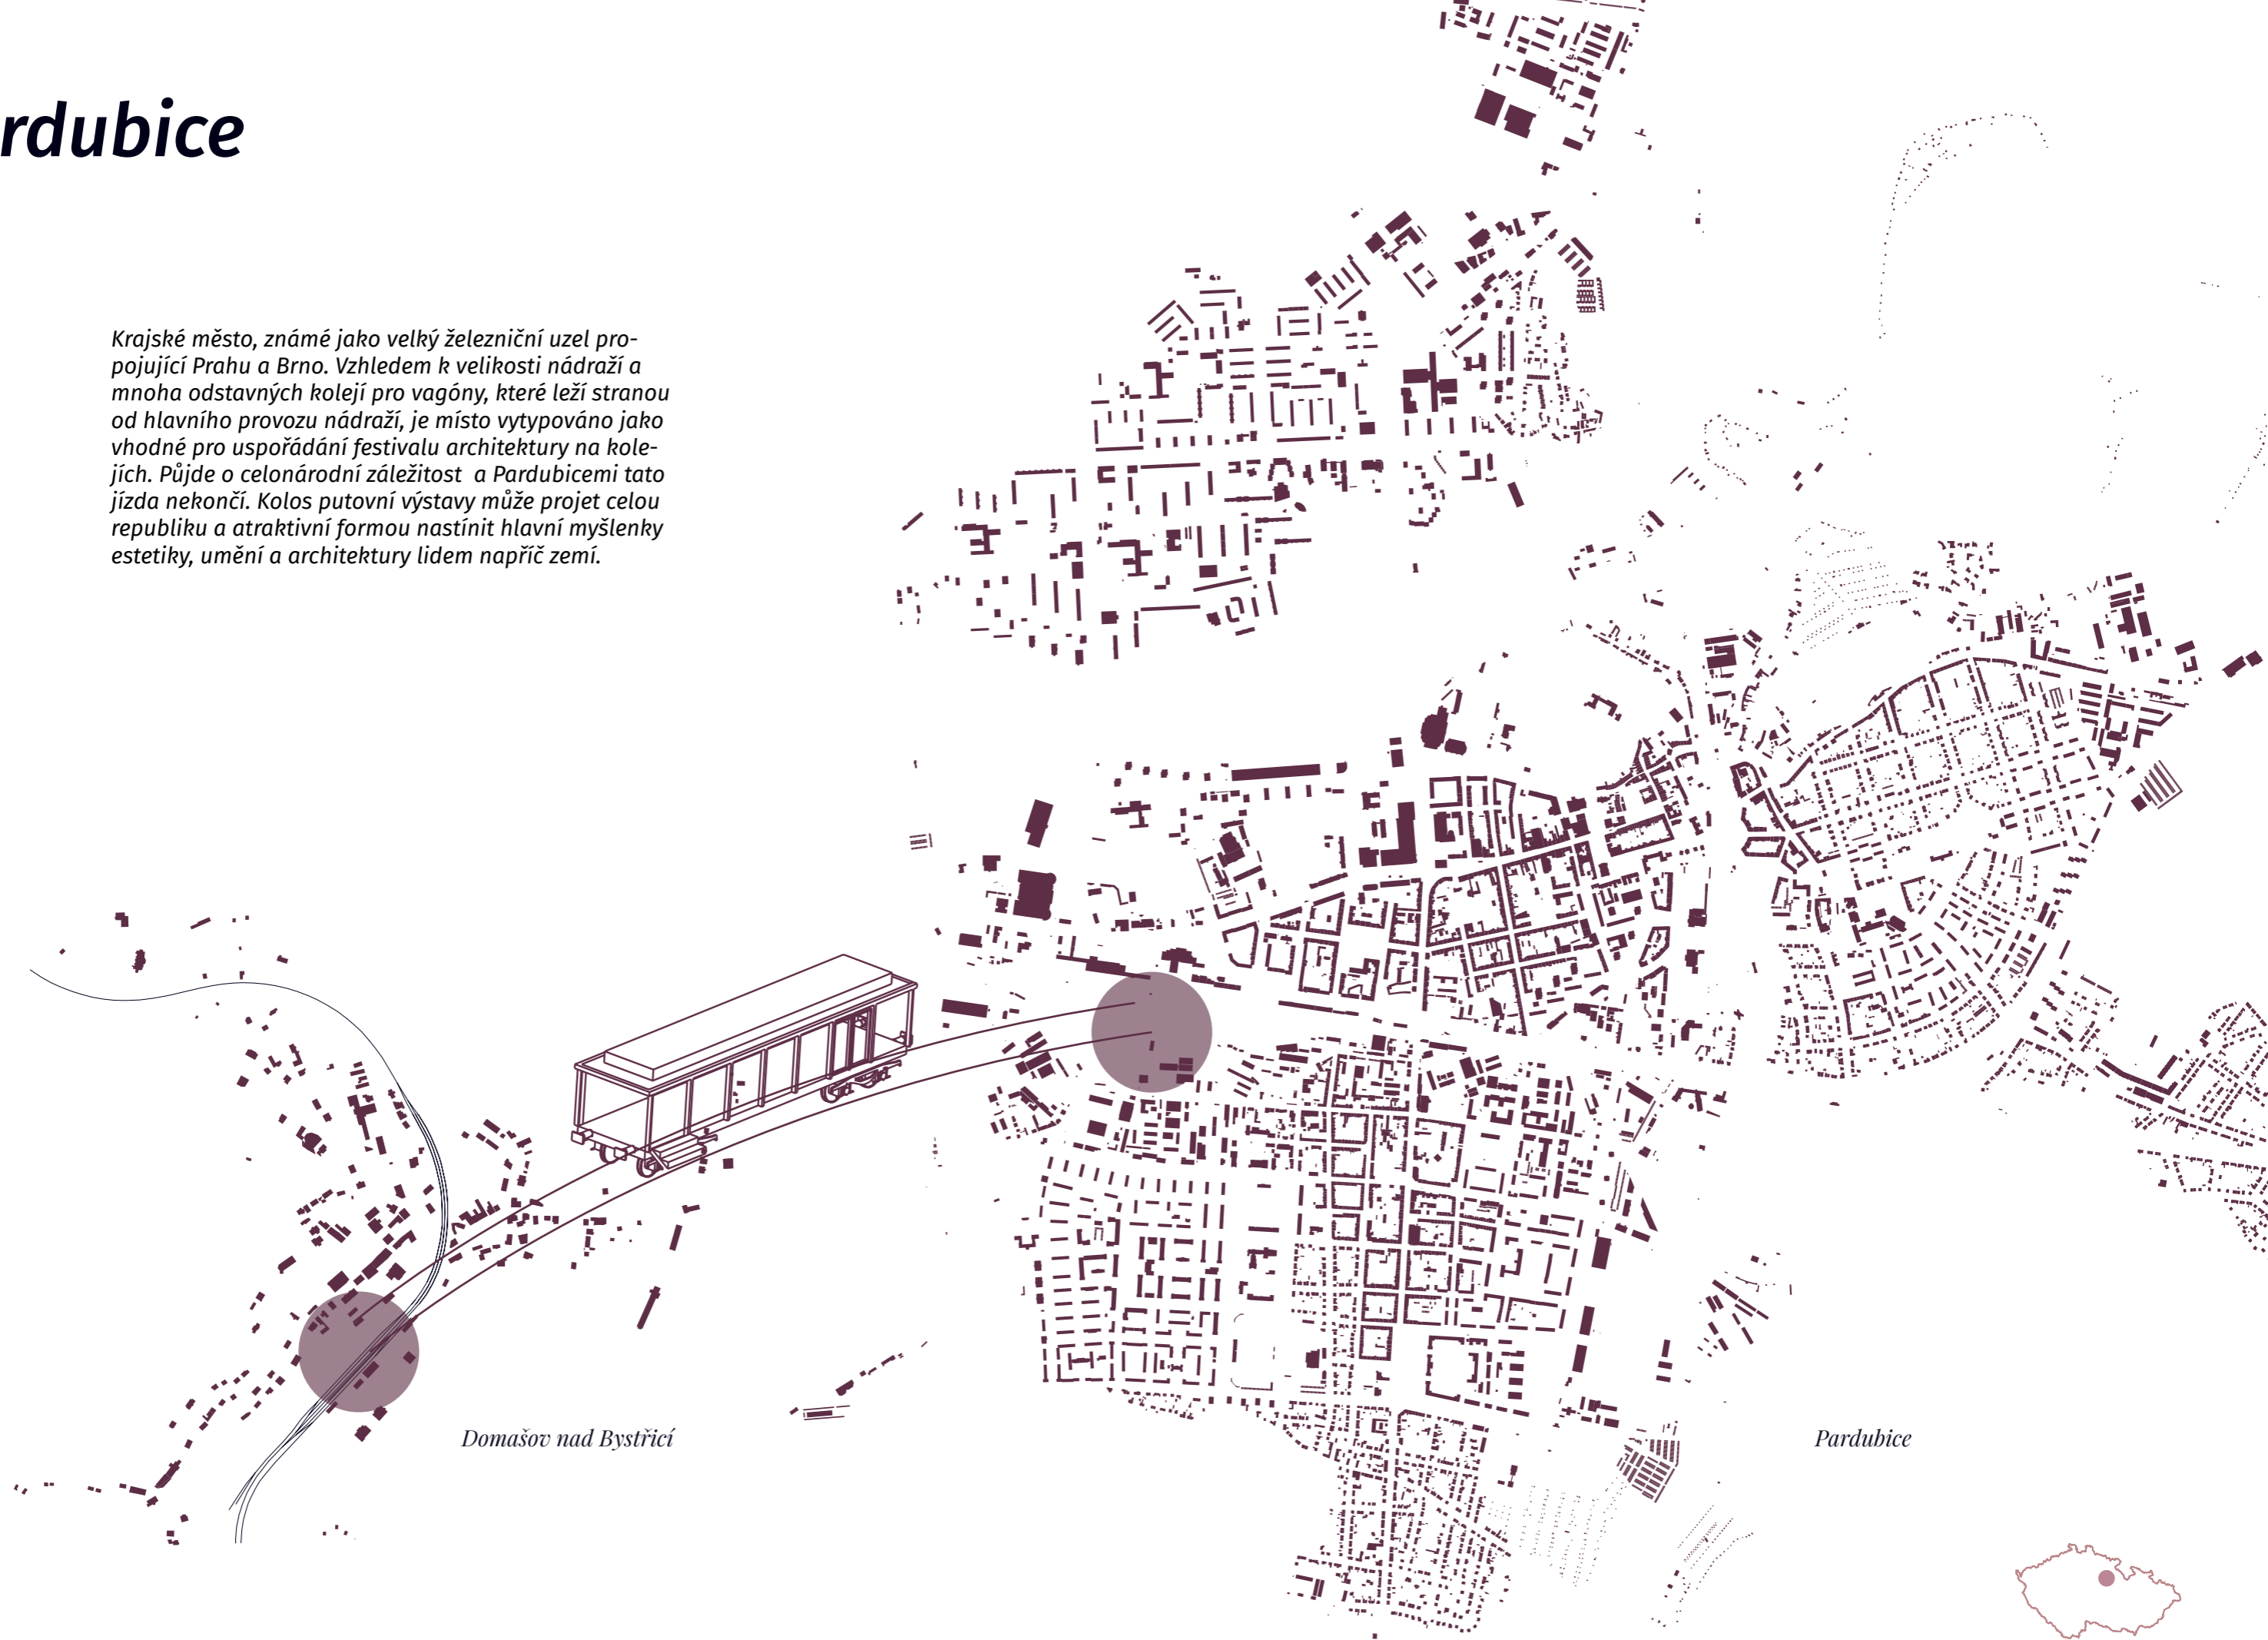 rdubice
Krajské město, známé jako velký železniční uzel pro-
pojující Prahu a Brno. Vzhledem k velikosti nádraží a
mnoha odstavných kolejí pro vagóny, které leží stranou
od hlavního provozu nádraží, je místo vytypováno jako
vhodné pro uspořádání festivalu architektury na kole-
jích. Půjde o celonárodní záležitost  a Pardubicemi tato
jízda nekončí. Kolos putovní výstavy může projet celou
republiku a atraktivní formou nastínit hlavní myšlenky
estetiky, umění a architektury lidem napříč zemí.
Domašov nad Bystřicí
Pardubice